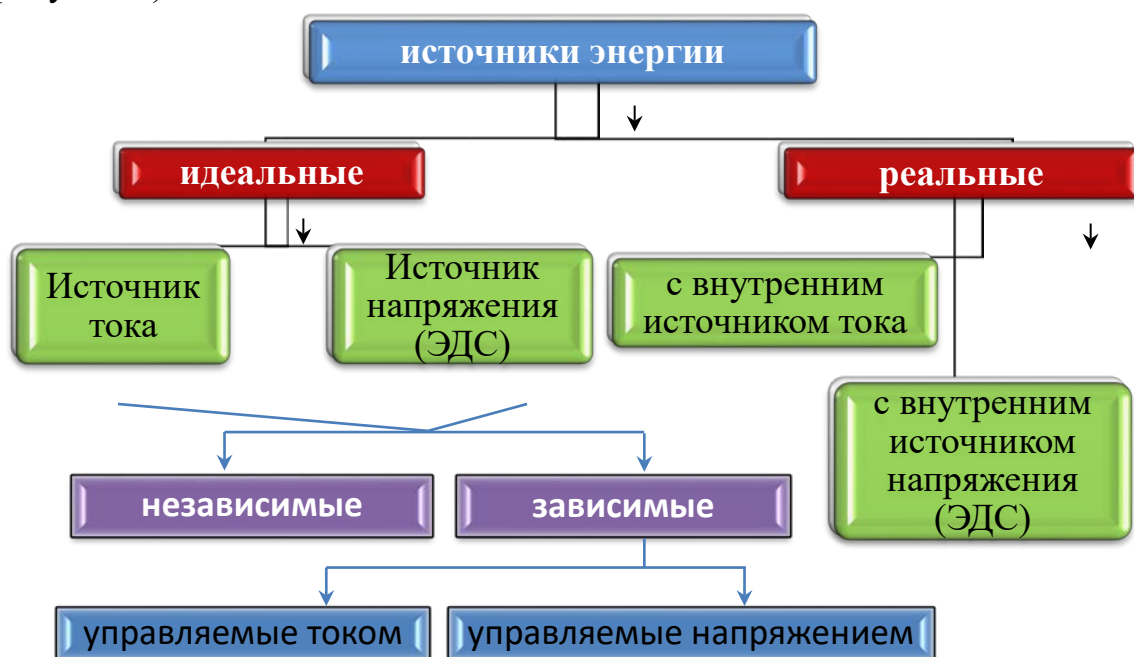 источники энергии
идеальные
реальные
Источник
тока
Источник
напряжения
(ЭДС)
с внутренним
источником тока
с внутренним
источником
напряжения
(ЭДС)
независимые
зависимые
управляемые током
управляемые напряжением